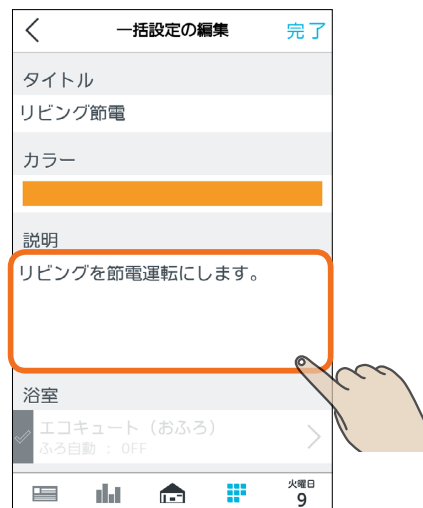 一括設定の編集 完了
タイトル
リビング節電
カラー
説明
リビングを節電運転にします。
浴室
エコキュート（おふろ）
ふろ自動 : OFF
火曜日
9